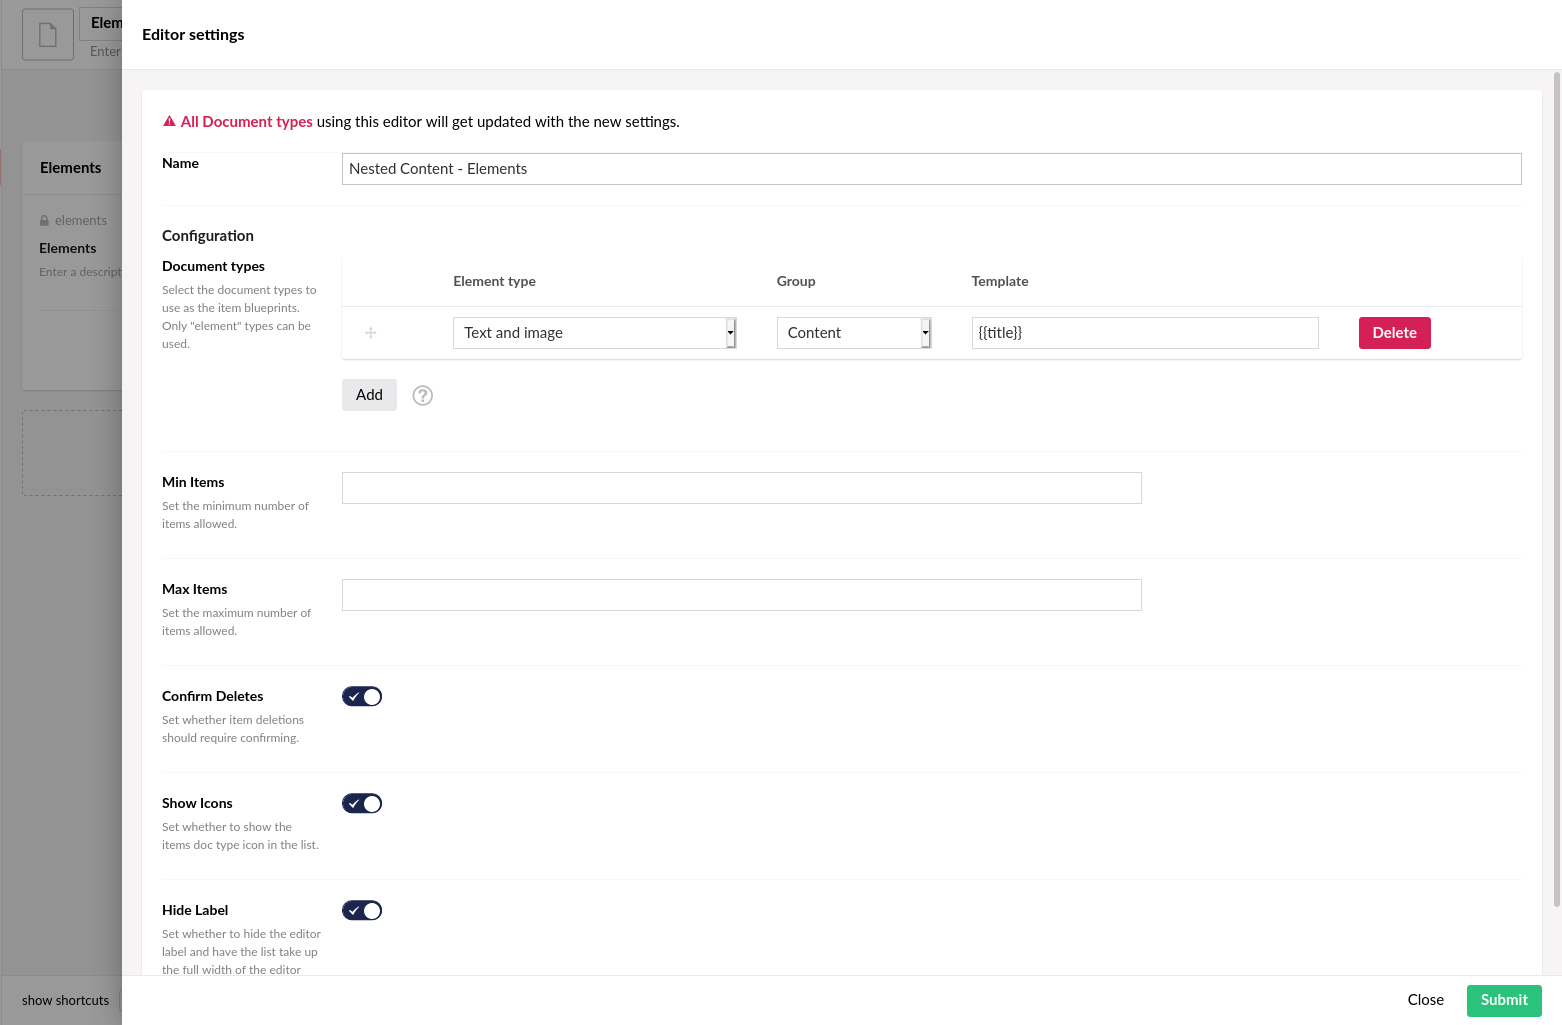 Elem
Enter
Editor settings
All Document types using this editor will get updated with the new settings.
Name
Nested Content - Elements
Elements
elements
Elements
Enter a descript
Configuration
Document types
Select the document types to
use as the item blueprints.
Only "element" types can be
used.
Element type Group Template
Text and image Content {{title}} Delete
Add ?
Min Items
Set the minimum number of
items allowed.
Max Items
Set the maximum number of
items allowed.
Confirm Deletes
Set whether item deletions
should require confirming.
Show Icons
Set whether to show the
items doc type icon in the list.
Hide Label
Set whether to hide the editor
label and have the list take up
the full width of the editor
show shortcuts
Close Submit